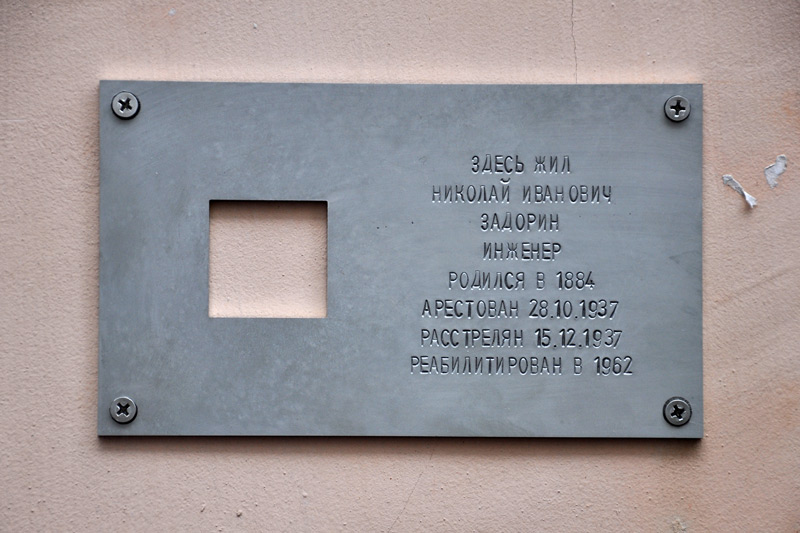 ЗДЕСЬ ЖИЛ
НИКОЛАЙ ИВАНОВИЧ
ЗАДОРИН
ИНЖЕНЕР
РОДИЛСЯ В 1884
АРЕСТОВАН 28.10.1937
РАССТРЕЛЯН 15.12.1937
РЕАБИЛИТИРОВАН В 1962